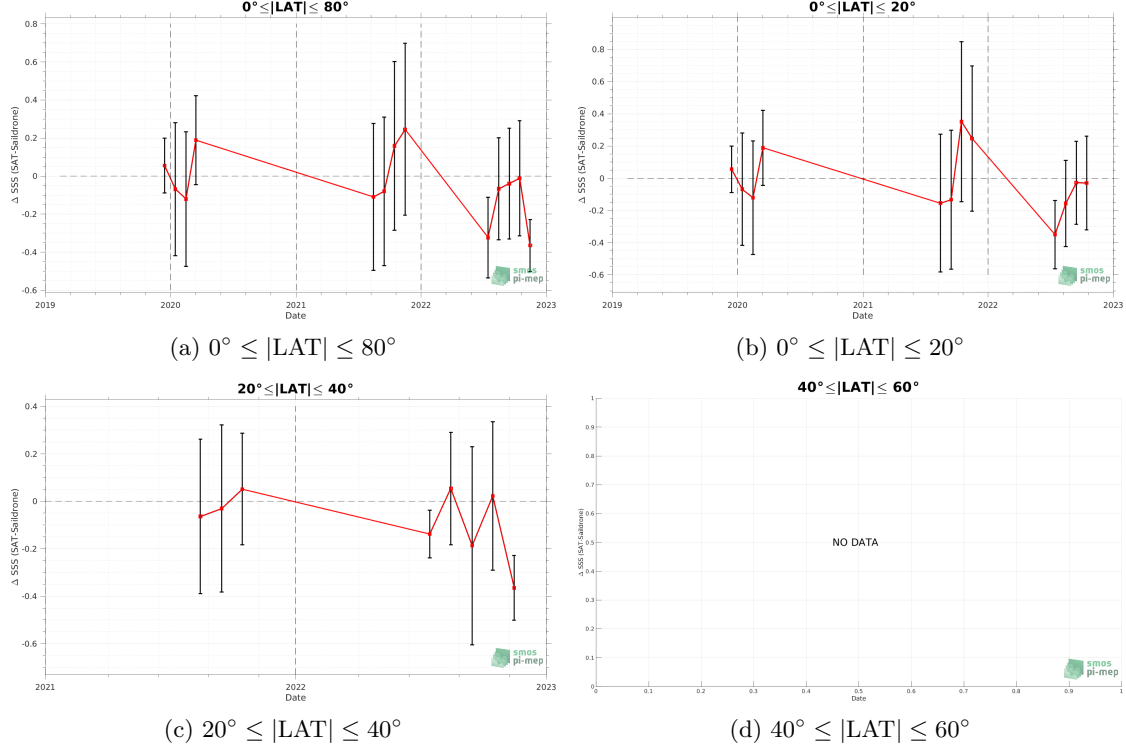 0°≤|LAT|≤ 80°
Δ SSS (SAT-Saildrone)
0.8
0.6
0.4
0.2
0
-0.2
-0.4
-0.6
2019
2020
2021
2022
2023
Date
smos
pi-mep
(a) 0° ≤ |LAT| ≤ 80°
0°≤|LAT|≤ 20°
Δ SSS (SAT-Saildrone)
0.8
0.6
0.4
0.2
0
-0.2
-0.4
-0.6
2019
2020
2021
2022
2023
Date
smos
pi-mep
(b) 0° ≤ |LAT| ≤ 20°
20°≤|LAT|≤ 40°
Δ SSS (SAT-Saildrone)
0.4
0.2
0
-0.2
-0.4
-0.6
2021
2022
2023
Date
smos
pi-mep
(c) 20° ≤ |LAT| ≤ 40°
40°≤|LAT|≤ 60°
Δ SSS (SAT-Saildrone)
1
0.9
0.8
0.7
0.6
0.5
0.4
0.3
0.2
0.1
0
NO DATA
0
0.1
0.2
0.3
0.4
0.5
0.6
0.7
0.8
0.9
1
Date
smos
pi-mep
(d) 40° ≤ |LAT| ≤ 60°